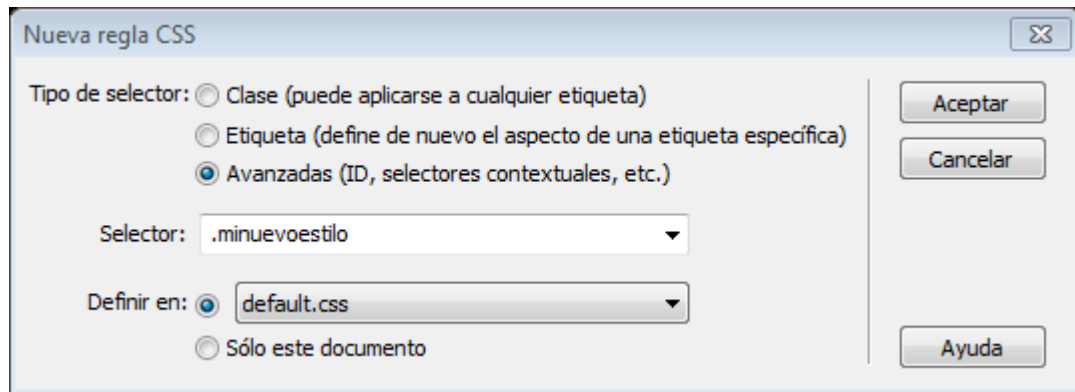 Nueva regla CSS
Tipo de selector: Clase (puede aplicarse a cualquier etiqueta)
Aceptar
Etiqueta (define de nuevo el aspecto de una etiqueta específica)
Cancelar
Avanzadas (ID, selectores contextuales, etc.)
Selector: .minuevoestilo
Definir en: default.css
Sólo este documento
Ayuda